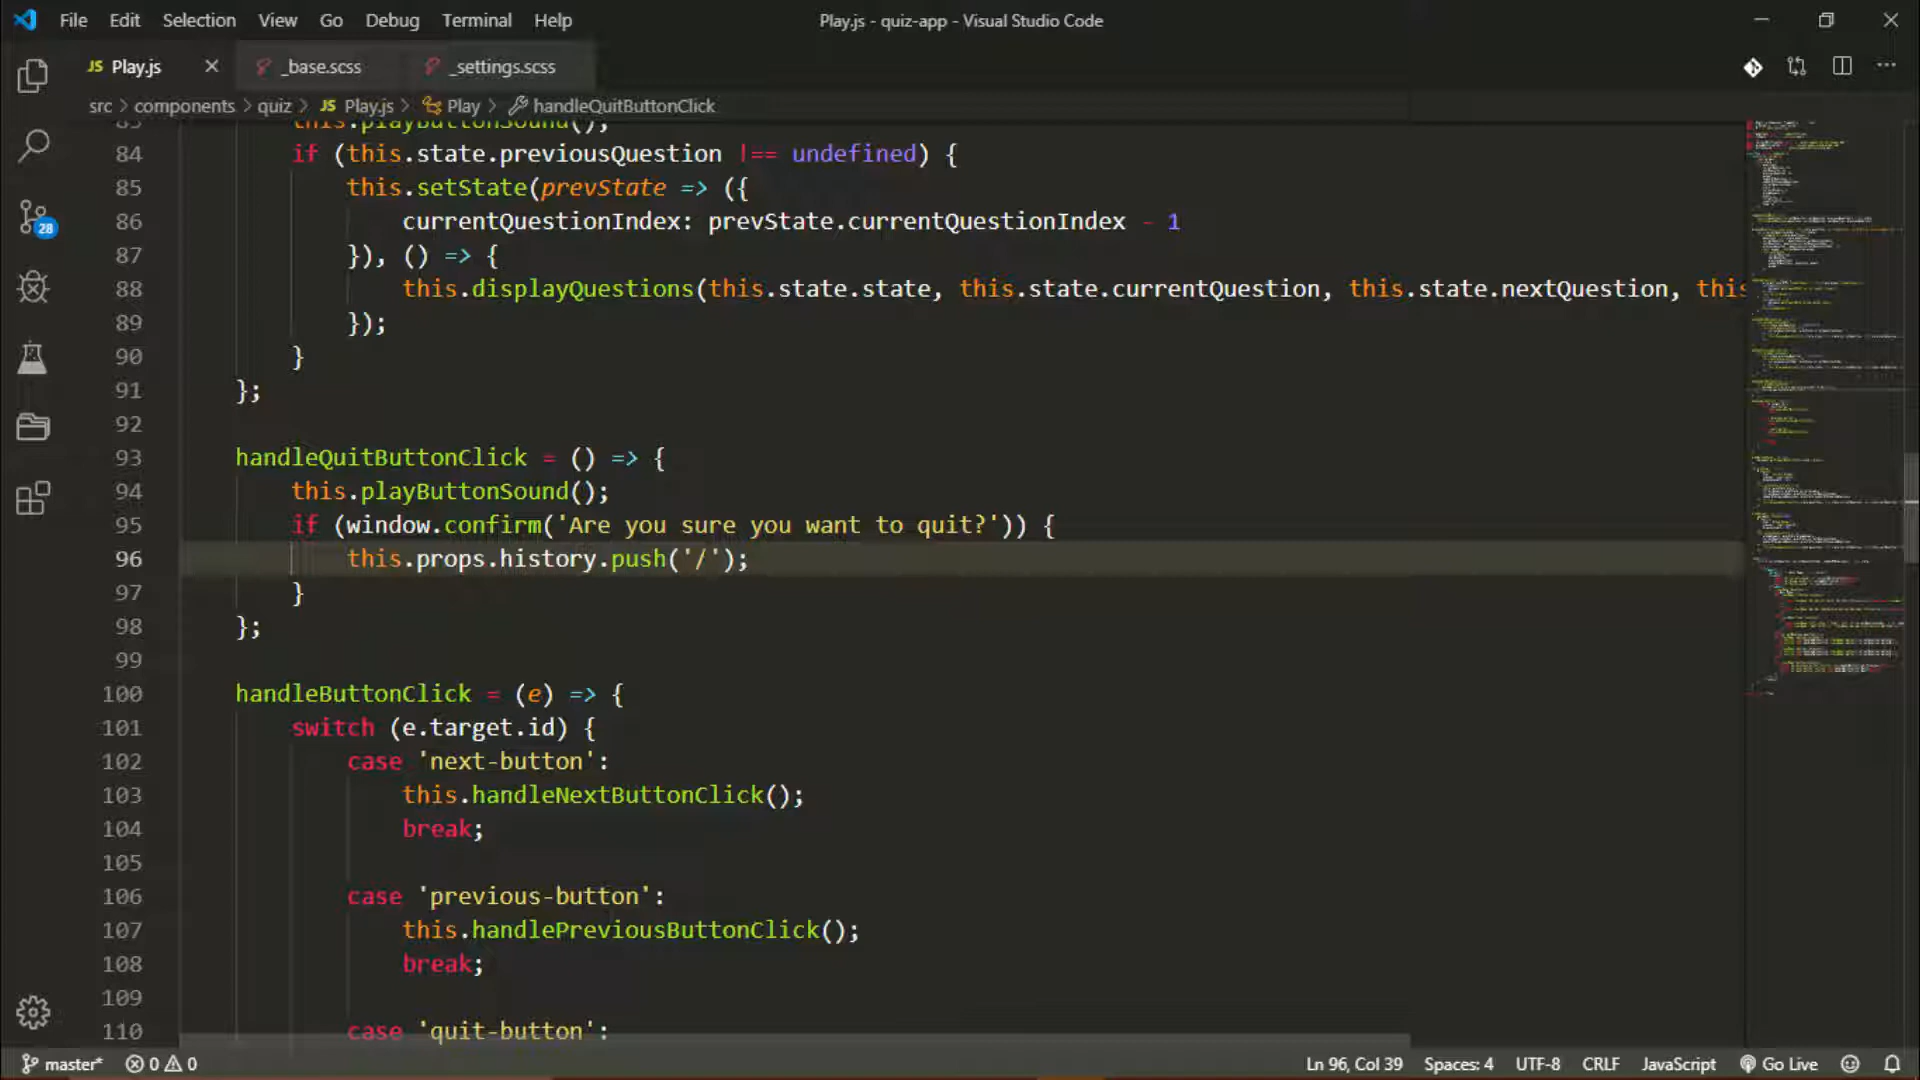 File Edit Selection View Go Debug Terminal Help
Play.js - quiz-app - Visual Studio Code
JS Play.js
_base.scss
_settings.scss
src > components > quiz > JS Play.js > Play > handleQuitButtonClick
83 this.playButtonSound();
84 if (this.state.previousQuestion !== undefined) {
85 this.setState(prevState => ({
86 currentQuestionIndex: prevState.currentQuestionIndex - 1
87 }), () => {
88 this.displayQuestions(this.state.state, this.state.currentQuestion, this.state.nextQuestion, this
89 });
90 }
91 };
92
93 handleQuitButtonClick = () => {
94 this.playButtonSound();
95 if (window.confirm('Are you sure you want to quit?')) {
96 this.props.history.push('/');
97 }
98 };
99
100 handleButtonClick = (e) => {
101 switch (e.target.id) {
102 case 'next-button':
103 this.handleNextButtonClick();
104 break;
105
106 case 'previous-button':
107 this.handlePreviousButtonClick();
108 break;
109
110 case 'quit-button':
28
master* 0 0
Ln 96, Col 39 Spaces: 4 UTF-8 CRLF JavaScript Go Live